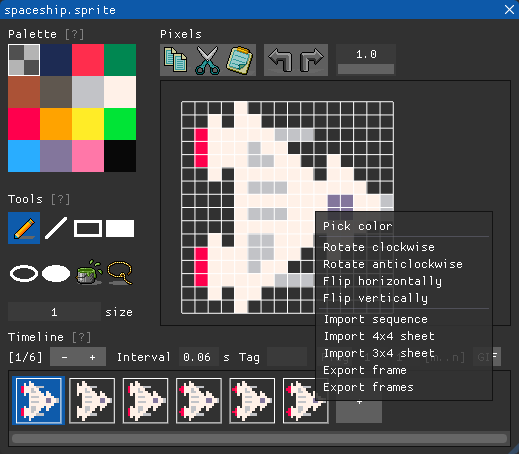 spaceship.sprite
Palette [?]
Pixels
1.0
Tools [?]
1 size
Pick color
Rotate clockwise
Rotate anticlockwise
Flip horizontally
Flip vertically
Import sequence
Import 4x4 sheet
Import 3x4 sheet
Export frame
Export frames
Timeline [?]
[1/6] - + Interval 0.06 s Tag
+